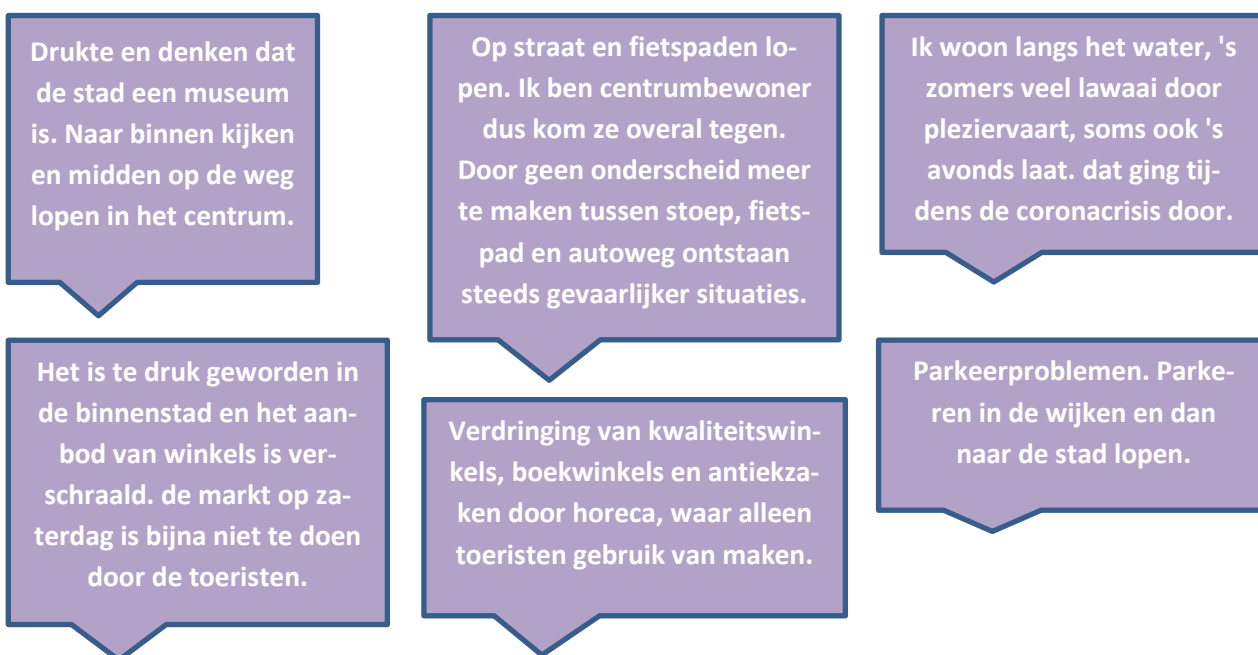 Drukte en denken dat
de stad een museum
is. Naar binnen kijken
en midden op de weg
lopen in het centrum.
Op straat en fietspaden lo-
pen. Ik ben centrumbewoner
dus kom ze overal tegen.
Door geen onderscheid meer
te maken tussen stoep, fiets-
pad en autoweg ontstaan
steeds gevaarlijker situaties.
Ik woon langs het water, 's
zomers veel lawaai door
pleziervaart, soms ook 's
avonds laat. dat ging tij-
dens de coronacrisis door.
Het is te druk geworden in
de binnenstad en het aan-
bod van winkels is ver-
schraald. de markt op za-
terdag is bijna niet te doen
door de toeristen.
Verdringing van kwaliteitswin-
kels, boekwinkels en antiekza-
ken door horeca, waar alleen
toeristen gebruik van maken.
Parkeerproblemen. Parke-
ren in de wijken en dan
naar de stad lopen.